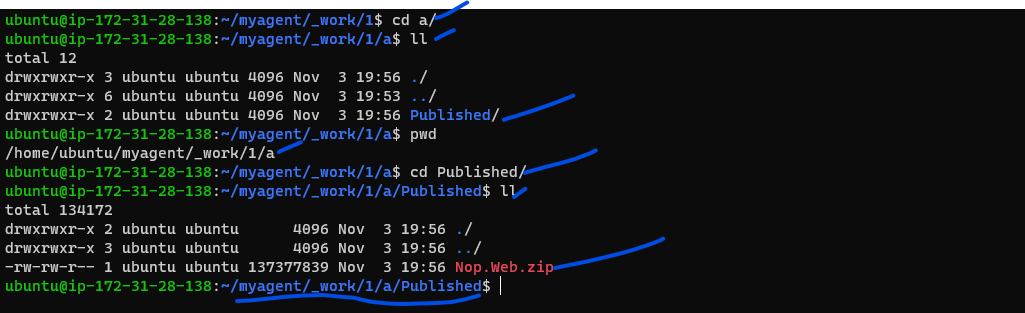 ubuntu@ip-172-31-28-138:~/myagent/_work/1$ cd a/
ubuntu@ip-172-31-28-138:~/myagent/_work/1/a$ ll
total 12
drwxrwxr-x 3 ubuntu ubuntu 4096 Nov  3 19:56 ./
drwxrwxr-x 6 ubuntu ubuntu 4096 Nov  3 19:53 ../
drwxrwxr-x 2 ubuntu ubuntu 4096 Nov  3 19:56 Published/
ubuntu@ip-172-31-28-138:~/myagent/_work/1/a$ pwd
/home/ubuntu/myagent/_work/1/a
ubuntu@ip-172-31-28-138:~/myagent/_work/1/a$ cd Published/
ubuntu@ip-172-31-28-138:~/myagent/_work/1/a/Published$ ll
total 134172
drwxrwxr-x 2 ubuntu ubuntu      4096 Nov  3 19:56 ./
drwxrwxr-x 3 ubuntu ubuntu      4096 Nov  3 19:56 ../
-rw-rw-r-- 1 ubuntu ubuntu 137377839 Nov  3 19:56 Nop.Web.zip
ubuntu@ip-172-31-28-138:~/myagent/_work/1/a/Published$